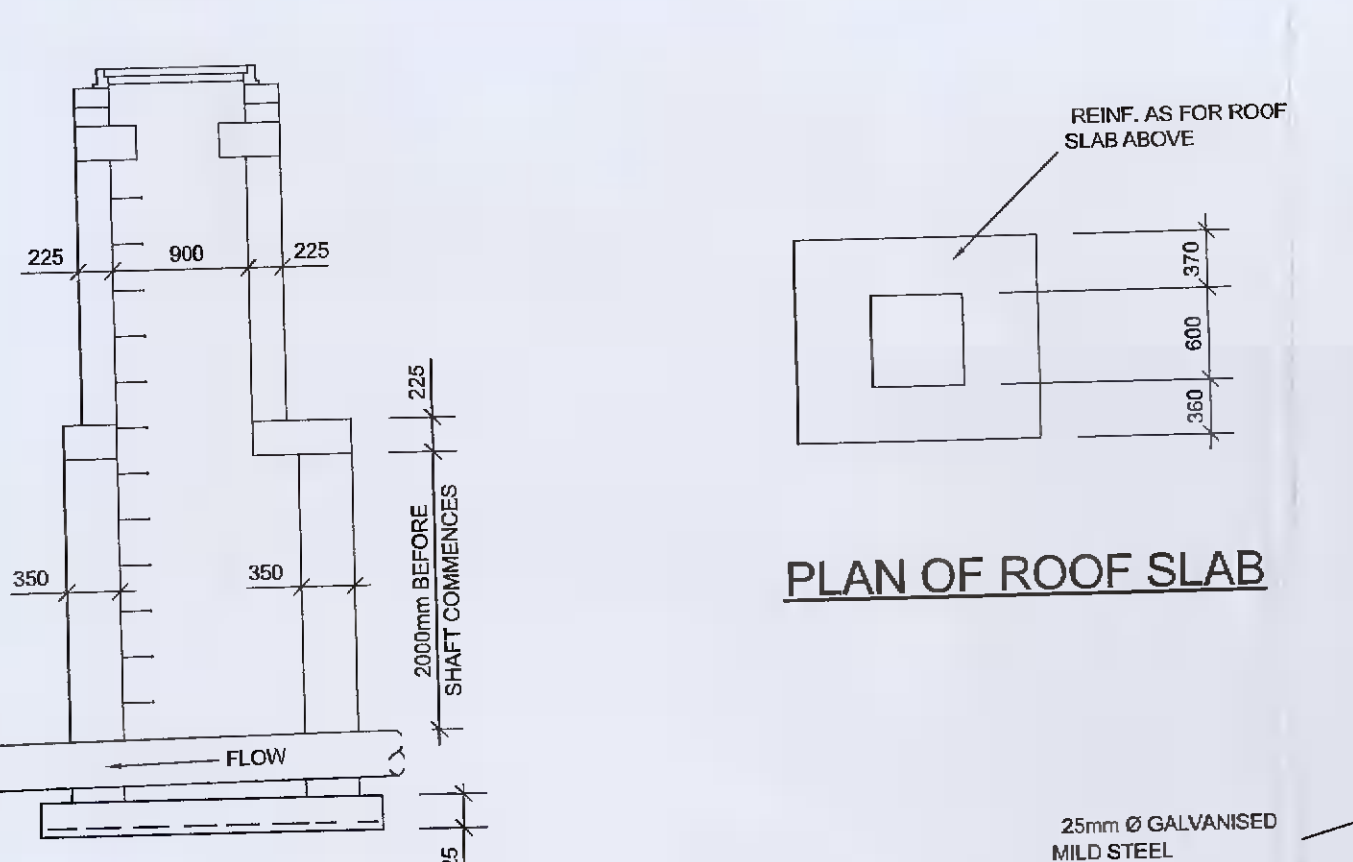 REINF. AS FOR ROOF
SLAB ABOVE
225
900
225
225
370
600
360
350
350
2000mm BEFORE
SHAFT COMMENCES
PLAN OF ROOF SLAB
FLOW
25mm Ø GALVANISED
MILD STEEL